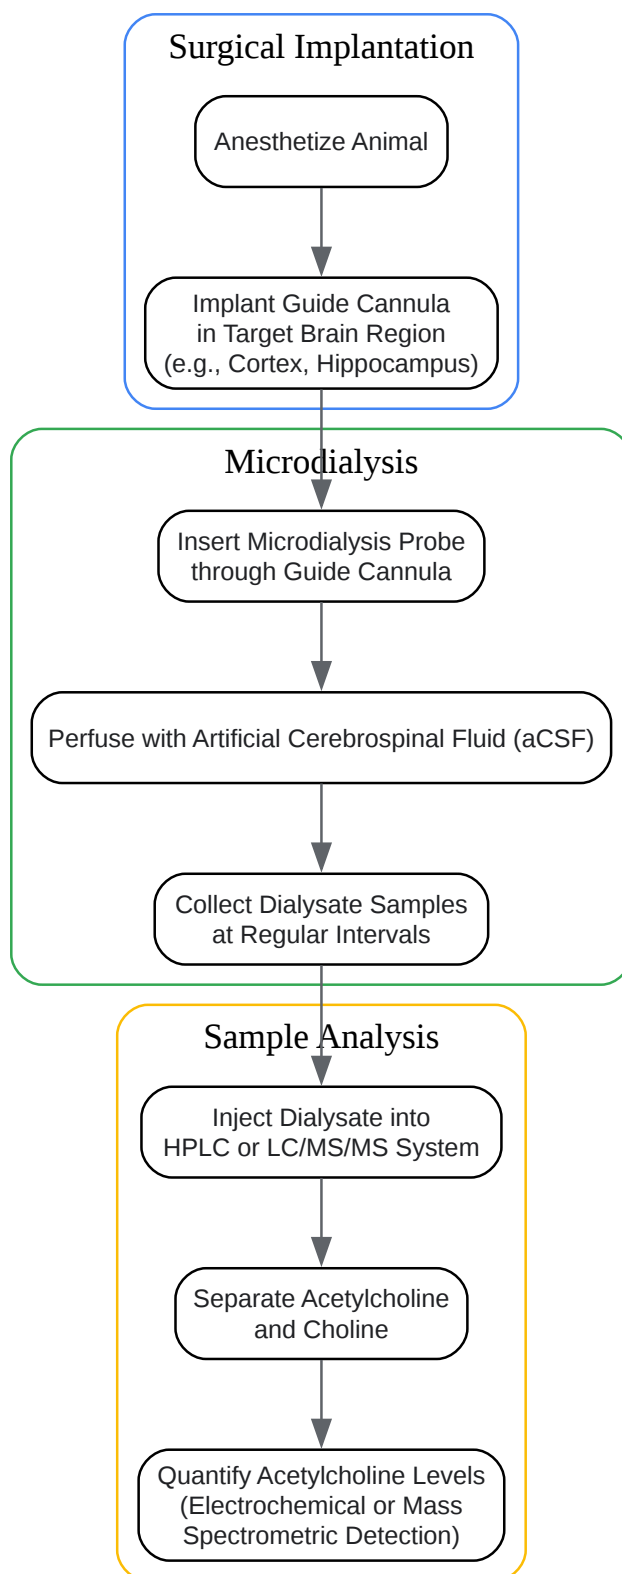 Surgical Implantation
Anesthetize Animal
Implant Guide Cannula
in Target Brain Region
(e.g., Cortex, Hippocampus)
Microdialysis
Insert Microdialysis Probe
through Guide Cannula
Perfuse with Artificial Cerebrospinal Fluid (aCSF)
Collect Dialysate Samples
at Regular Intervals
Sample Analysis
Inject Dialysate into
HPLC or LC/MS/MS System
Separate Acetylcholine
and Choline
Quantify Acetylcholine Levels
(Electrochemical or Mass
Spectrometric Detection)